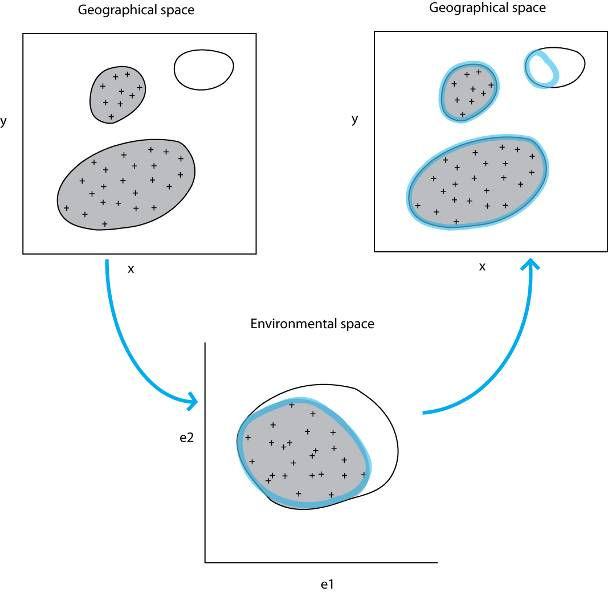 Geographical space
Geographical space
y
y
x
x
Environmental space
e2
e1